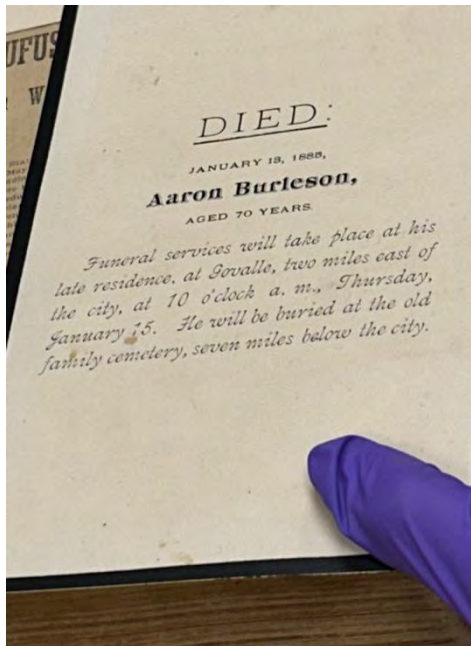 UFUS
W
DIED:
JANUARY 13, 1885,
Aaron Burleson,
AGED 70 YEARS.
Funeral services will take place at his
late residence, at Govalle, two miles east of
the city, at 10 o'clock a. m., Thursday,
January 15. He will be buried at the old
family cemetery, seven miles below the city.